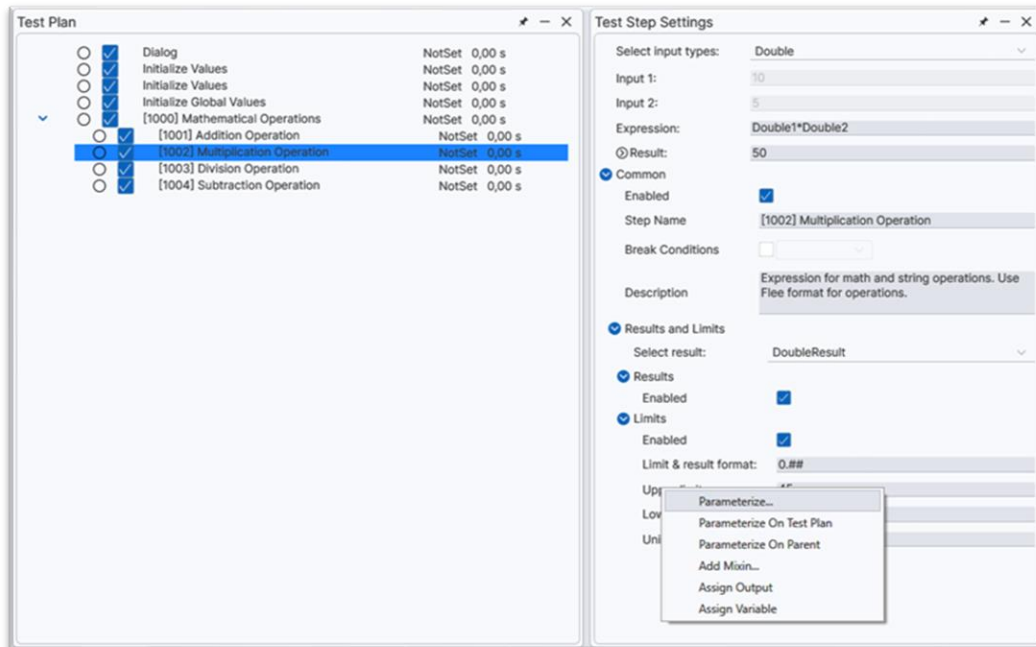 Test Plan
Dialog NotSet 0,00 s
Initialize Values NotSet 0,00 s
Initialize Values NotSet 0,00 s
Initialize Global Values NotSet 0,00 s
[1000] Mathematical Operations NotSet 0,00 s
[1001] Addition Operation NotSet 0,00 s
[1002] Multiplication Operation NotSet 0,00 s
[1003] Division Operation NotSet 0,00 s
[1004] Subtraction Operation NotSet 0,00 s
Test Step Settings
Select input types: Double
Input 1: 10
Input 2: 5
Expression: Double1*Double2
Result: 50
Common
Enabled
Step Name [1002] Multiplication Operation
Break Conditions
Description Expression for math and string operations. Use
Flee format for operations.
Results and Limits
Select result: DoubleResult
Results
Enabled
Limits
Enabled
Limit & result format: 0.##
Parameterize...
Parameterize On Test Plan
Parameterize On Parent
Add Mixin...
Assign Output
Assign Variable